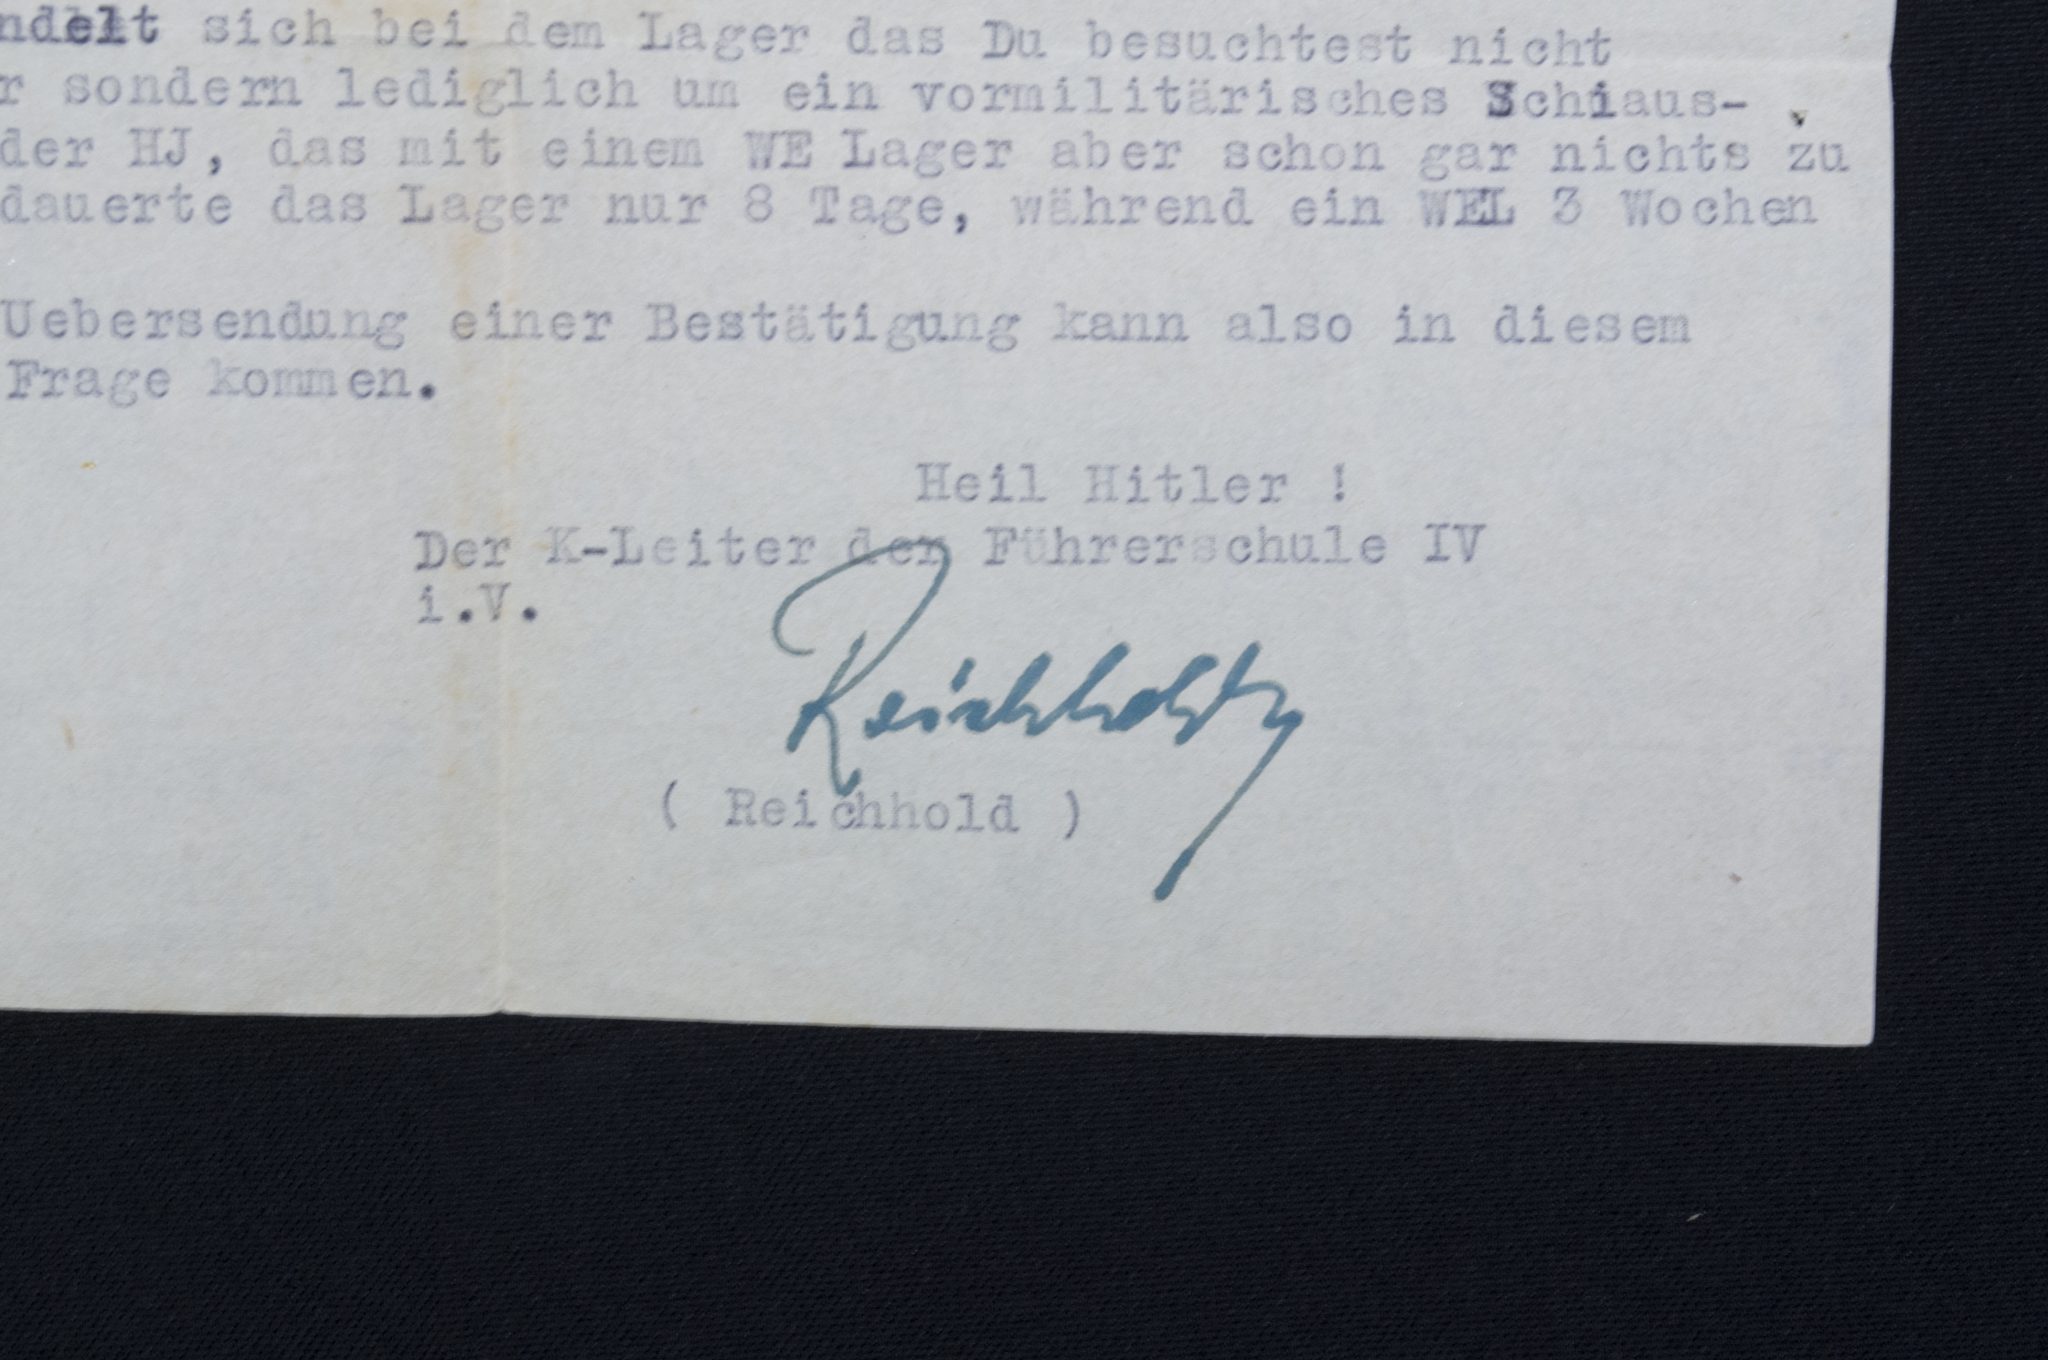 ndelt sich bei dem Lager das Du besuchtest nicht
r sondern lediglich um ein vormilitärisches Schiaus-
der HJ, das mit einem WE Lager aber schon gar nichts zu
dauerte das Lager nur 8 Tage, während ein WEL 3 Wochen
Uebersendung einer Bestätigung kann also in diesem
Frage kommen.
Heil Hitler !
Der K-Leiter der Führerschule IV
i.V.
Reichhold
( Reichhold )